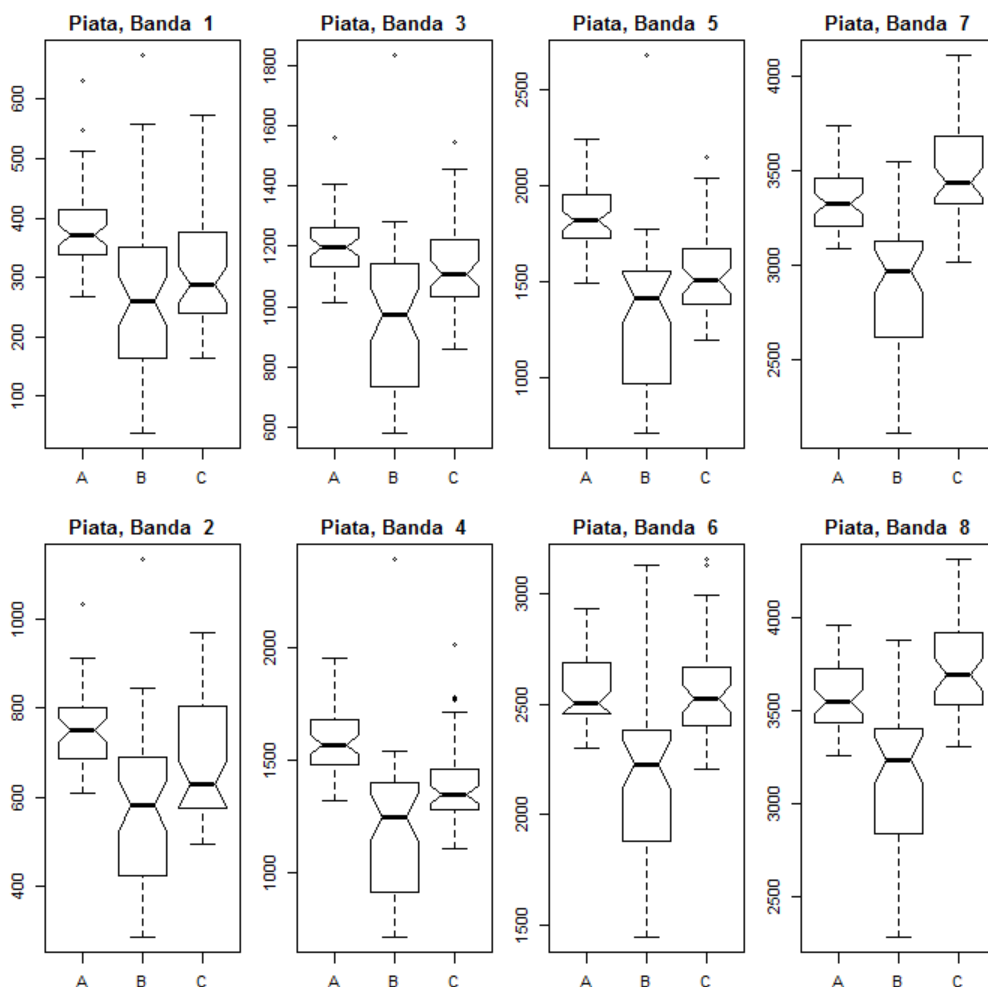 Piata, Banda 1
600
500
400
300
200
100
A B C
Piata, Banda 3
1800
1600
1400
1200
1000
800
600
A B C
Piata, Banda 5
2500
2000
1500
1000
A B C
Piata, Banda 7
4000
3500
3000
2500
A B C
Piata, Banda 2
1000
800
600
400
A B C
Piata, Banda 4
2000
1500
1000
A B C
Piata, Banda 6
3000
2500
2000
1500
A B C
Piata, Banda 8
4000
3500
3000
2500
A B C